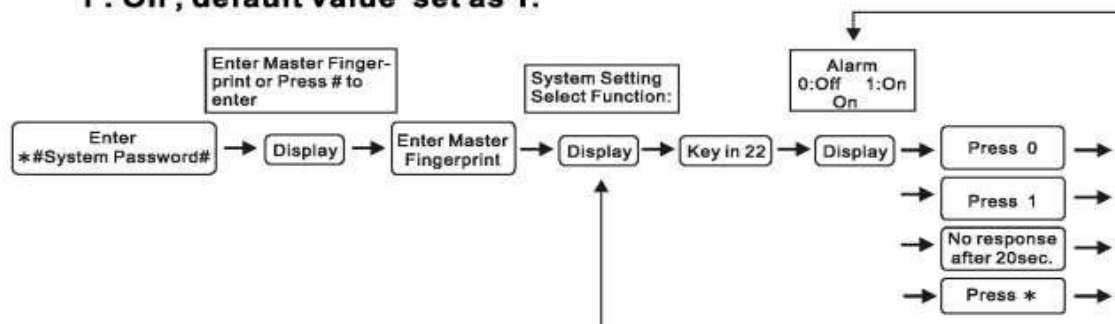 1 : On , default value set as 1.
Enter Master Finger-
print or Press # to
enter
System Setting
Select Function:
Alarm
0:Off 1:On
On
Enter
*#System Password#
Display
Enter Master
Fingerprint
Display
Key in 22
Display
Press 0
Press 1
No response
after 20sec.
Press *